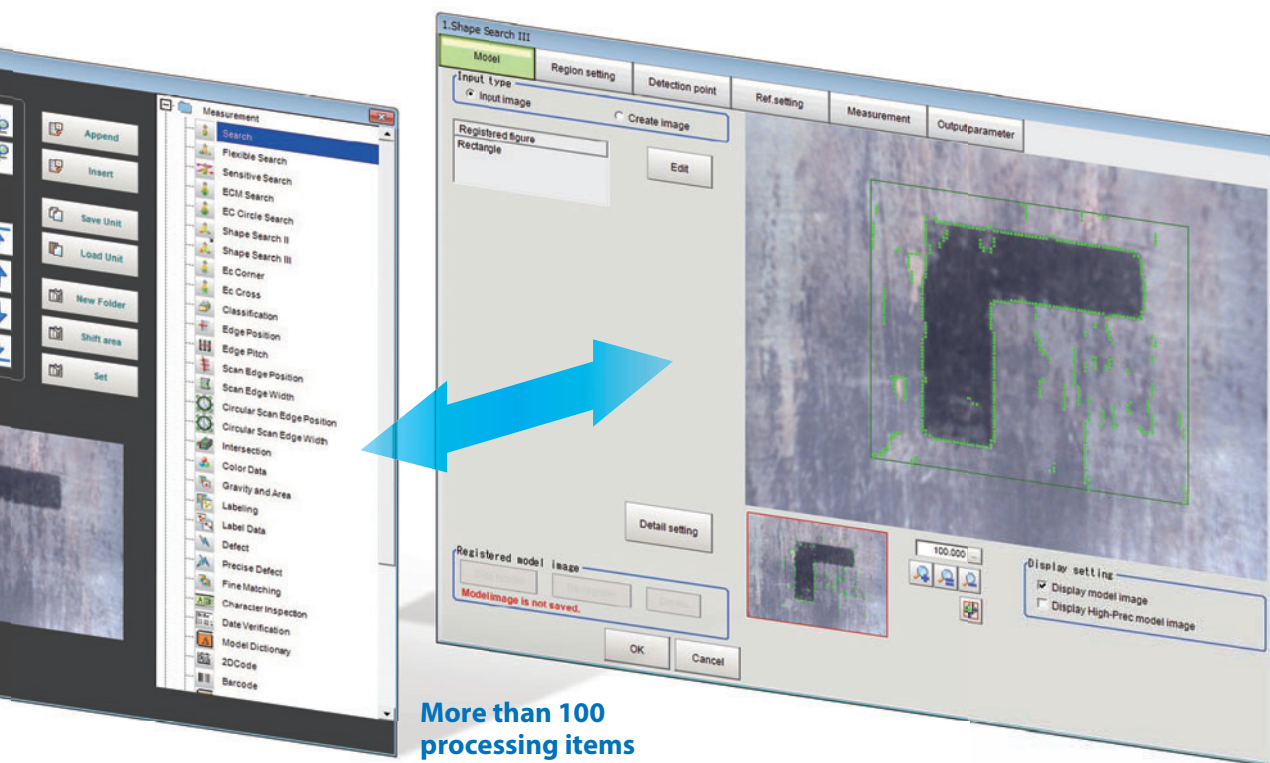 Append
Insert
Save Unit
Load Unit
New Folder
Shift area
Set
Measurement
Search
Flexible Search
Sensitive Search
ECM Search
EC Circle Search
Shape Search II
Shape Search III
Ec Corner
Ec Cross
Classification
Edge Position
Edge Pitch
Scan Edge Position
Scan Edge Width
Circular Scan Edge Position
Circular Scan Edge Width
Intersection
Color Data
Gravity and Area
Labeling
Label Data
Defect
Precise Defect
Fine Matching
Character Inspection
Date Verification
Model Dictionary
2DCode
Barcode
1.Shape Search III
Model
Region setting
Detection point
Ref.setting
Measurement
Outputparameter
Input type
Input image
Create image
Registered figure
Rectangle
Edit
Detail setting
Registered model image
Modelimage is not saved.
OK
Cancel
100.000
Display setting
Display model image
Display High-Prec model image
More than 100
processing items